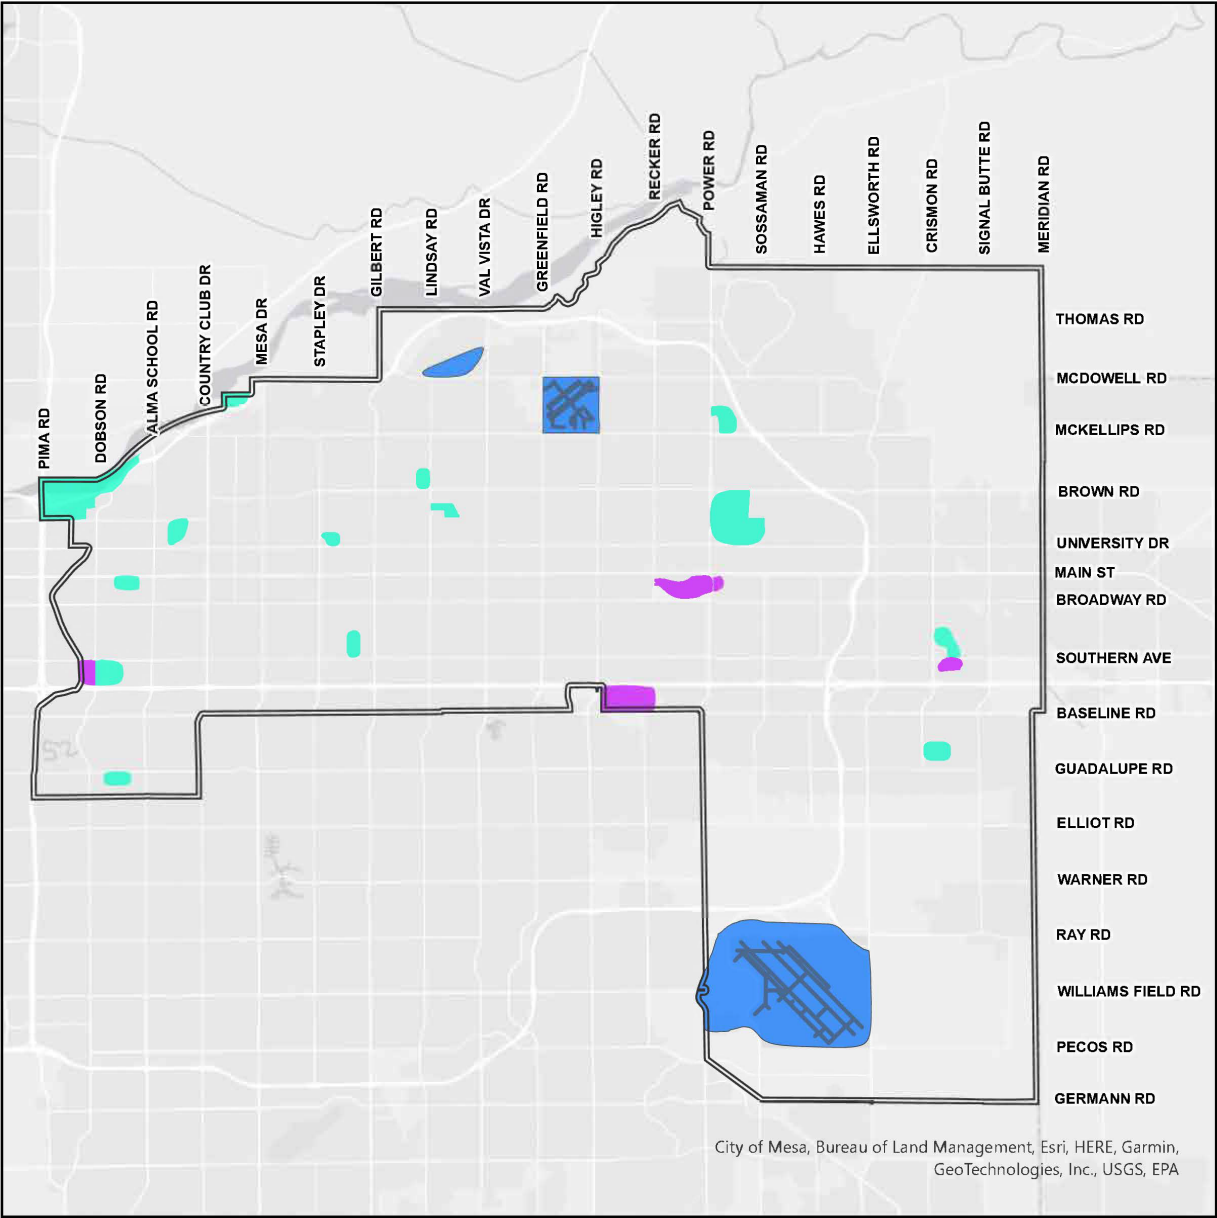 PIMA RD
DOBSON RD
ALMA SCHOOL RD
COUNTRY CLUB DR
MESA DR
STAPLEY DR
GILBERT RD
LINDSAY RD
VAL VISTA DR
GREENFIELD RD
HIGLEY RD
RECKER RD
POWER RD
SOSSAMAN RD
HAWES RD
ELLSWORTH RD
CRISMON RD
SIGNAL BUTTE RD
MERIDIAN RD
THOMAS RD
MCDOWELL RD
MCKELLIPS RD
BROWN RD
UNIVERSITY DR
MAIN ST
BROADWAY RD
SOUTHERN AVE
BASELINE RD
GUADALUPE RD
ELLIOT RD
WARNER RD
RAY RD
WILLIAMS FIELD RD
PECOS RD
GERMANN RD
City of Mesa, Bureau of Land Management, Esri, HERE, Garmin,
GeoTechnologies, Inc., USGS, EPA